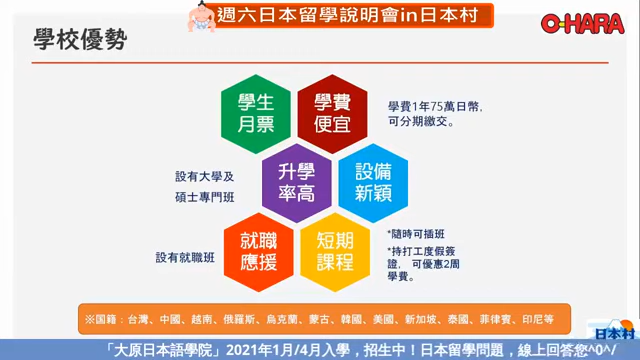 週六日本留學說明會in日本村
O-HARA
學校優勢
學生
月票
學費
便宜
學費1年75萬日幣，
可分期繳交。
設有大學及
碩士專門班
升學
率高
設備
新穎
設有就職班
就職
應援
短期
課程
*隨時可插班
*持打工度假簽
證，可優惠2周
學費。
※国籍：台灣、中國、越南、俄羅斯、烏克蘭、蒙古、韓國、美國、新加坡、泰國、菲律賓、印尼等
日本村
「大原日本語學院」2021年1月/4月入學，招生中！日本留學問題，線上回答您^0^/